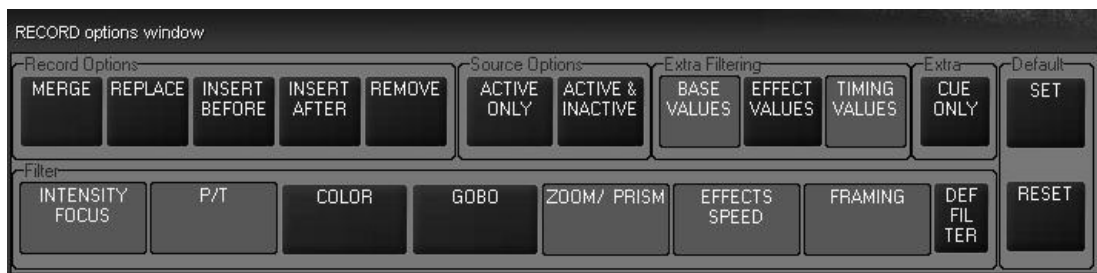 RECORD options window
Record Options
Source Options
Extra Filtering
Extra
Default
MERGE
REPLACE
INSERT
BEFORE
INSERT
AFTER
REMOVE
ACTIVE
ONLY
ACTIVE &
INACTIVE
BASE
VALUES
EFFECT
VALUES
TIMING
VALUES
CUE
ONLY
SET
Filter
INTENSITY
FOCUS
P/T
COLOR
GOBO
ZOOM/ PRISM
EFFECTS
SPEED
FRAMING
DEF
FIL
TER
RESET